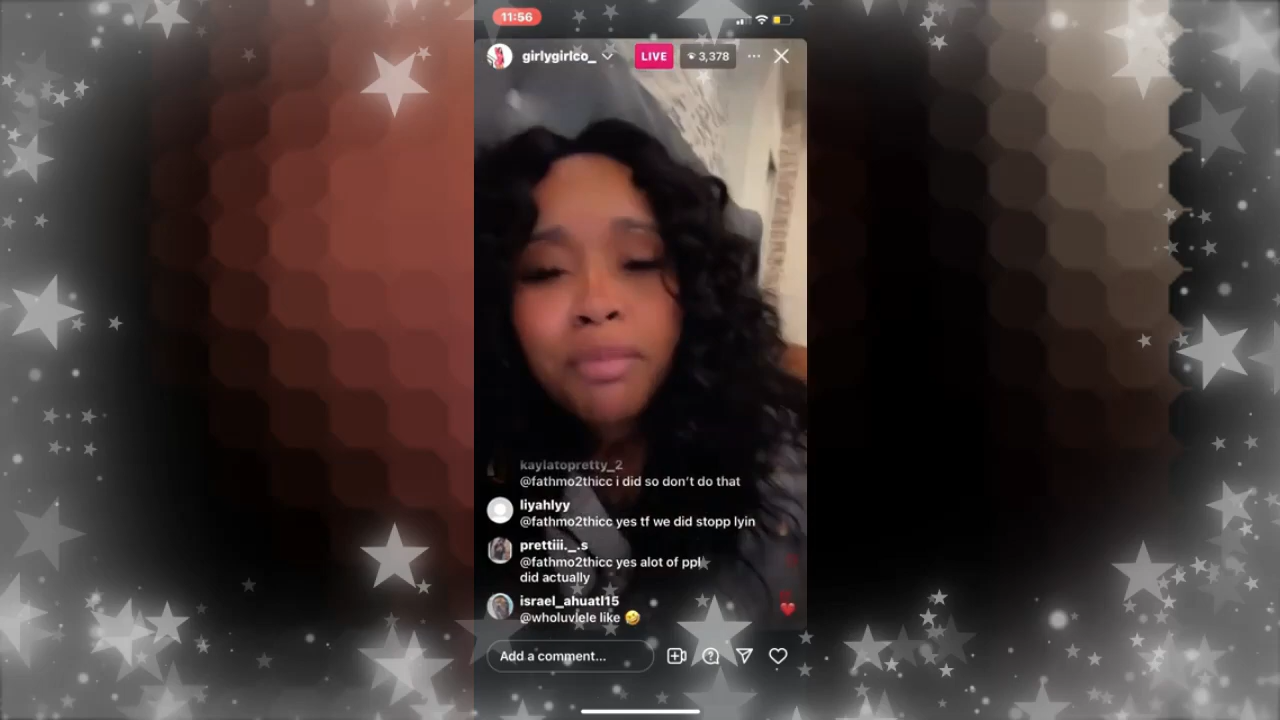 11:56
girlygirlco_
LIVE
3,378
kaylatopretty_2
@fathmo2thicc i did so don't do that
liyahlyy
@fathmo2thicc yes tf we did stopp lyin
prettiii._.s
@fathmo2thicc yes alot of ppl
did actually
israel_ahuatl15
@wholuvlele like 🤣
Add a comment...